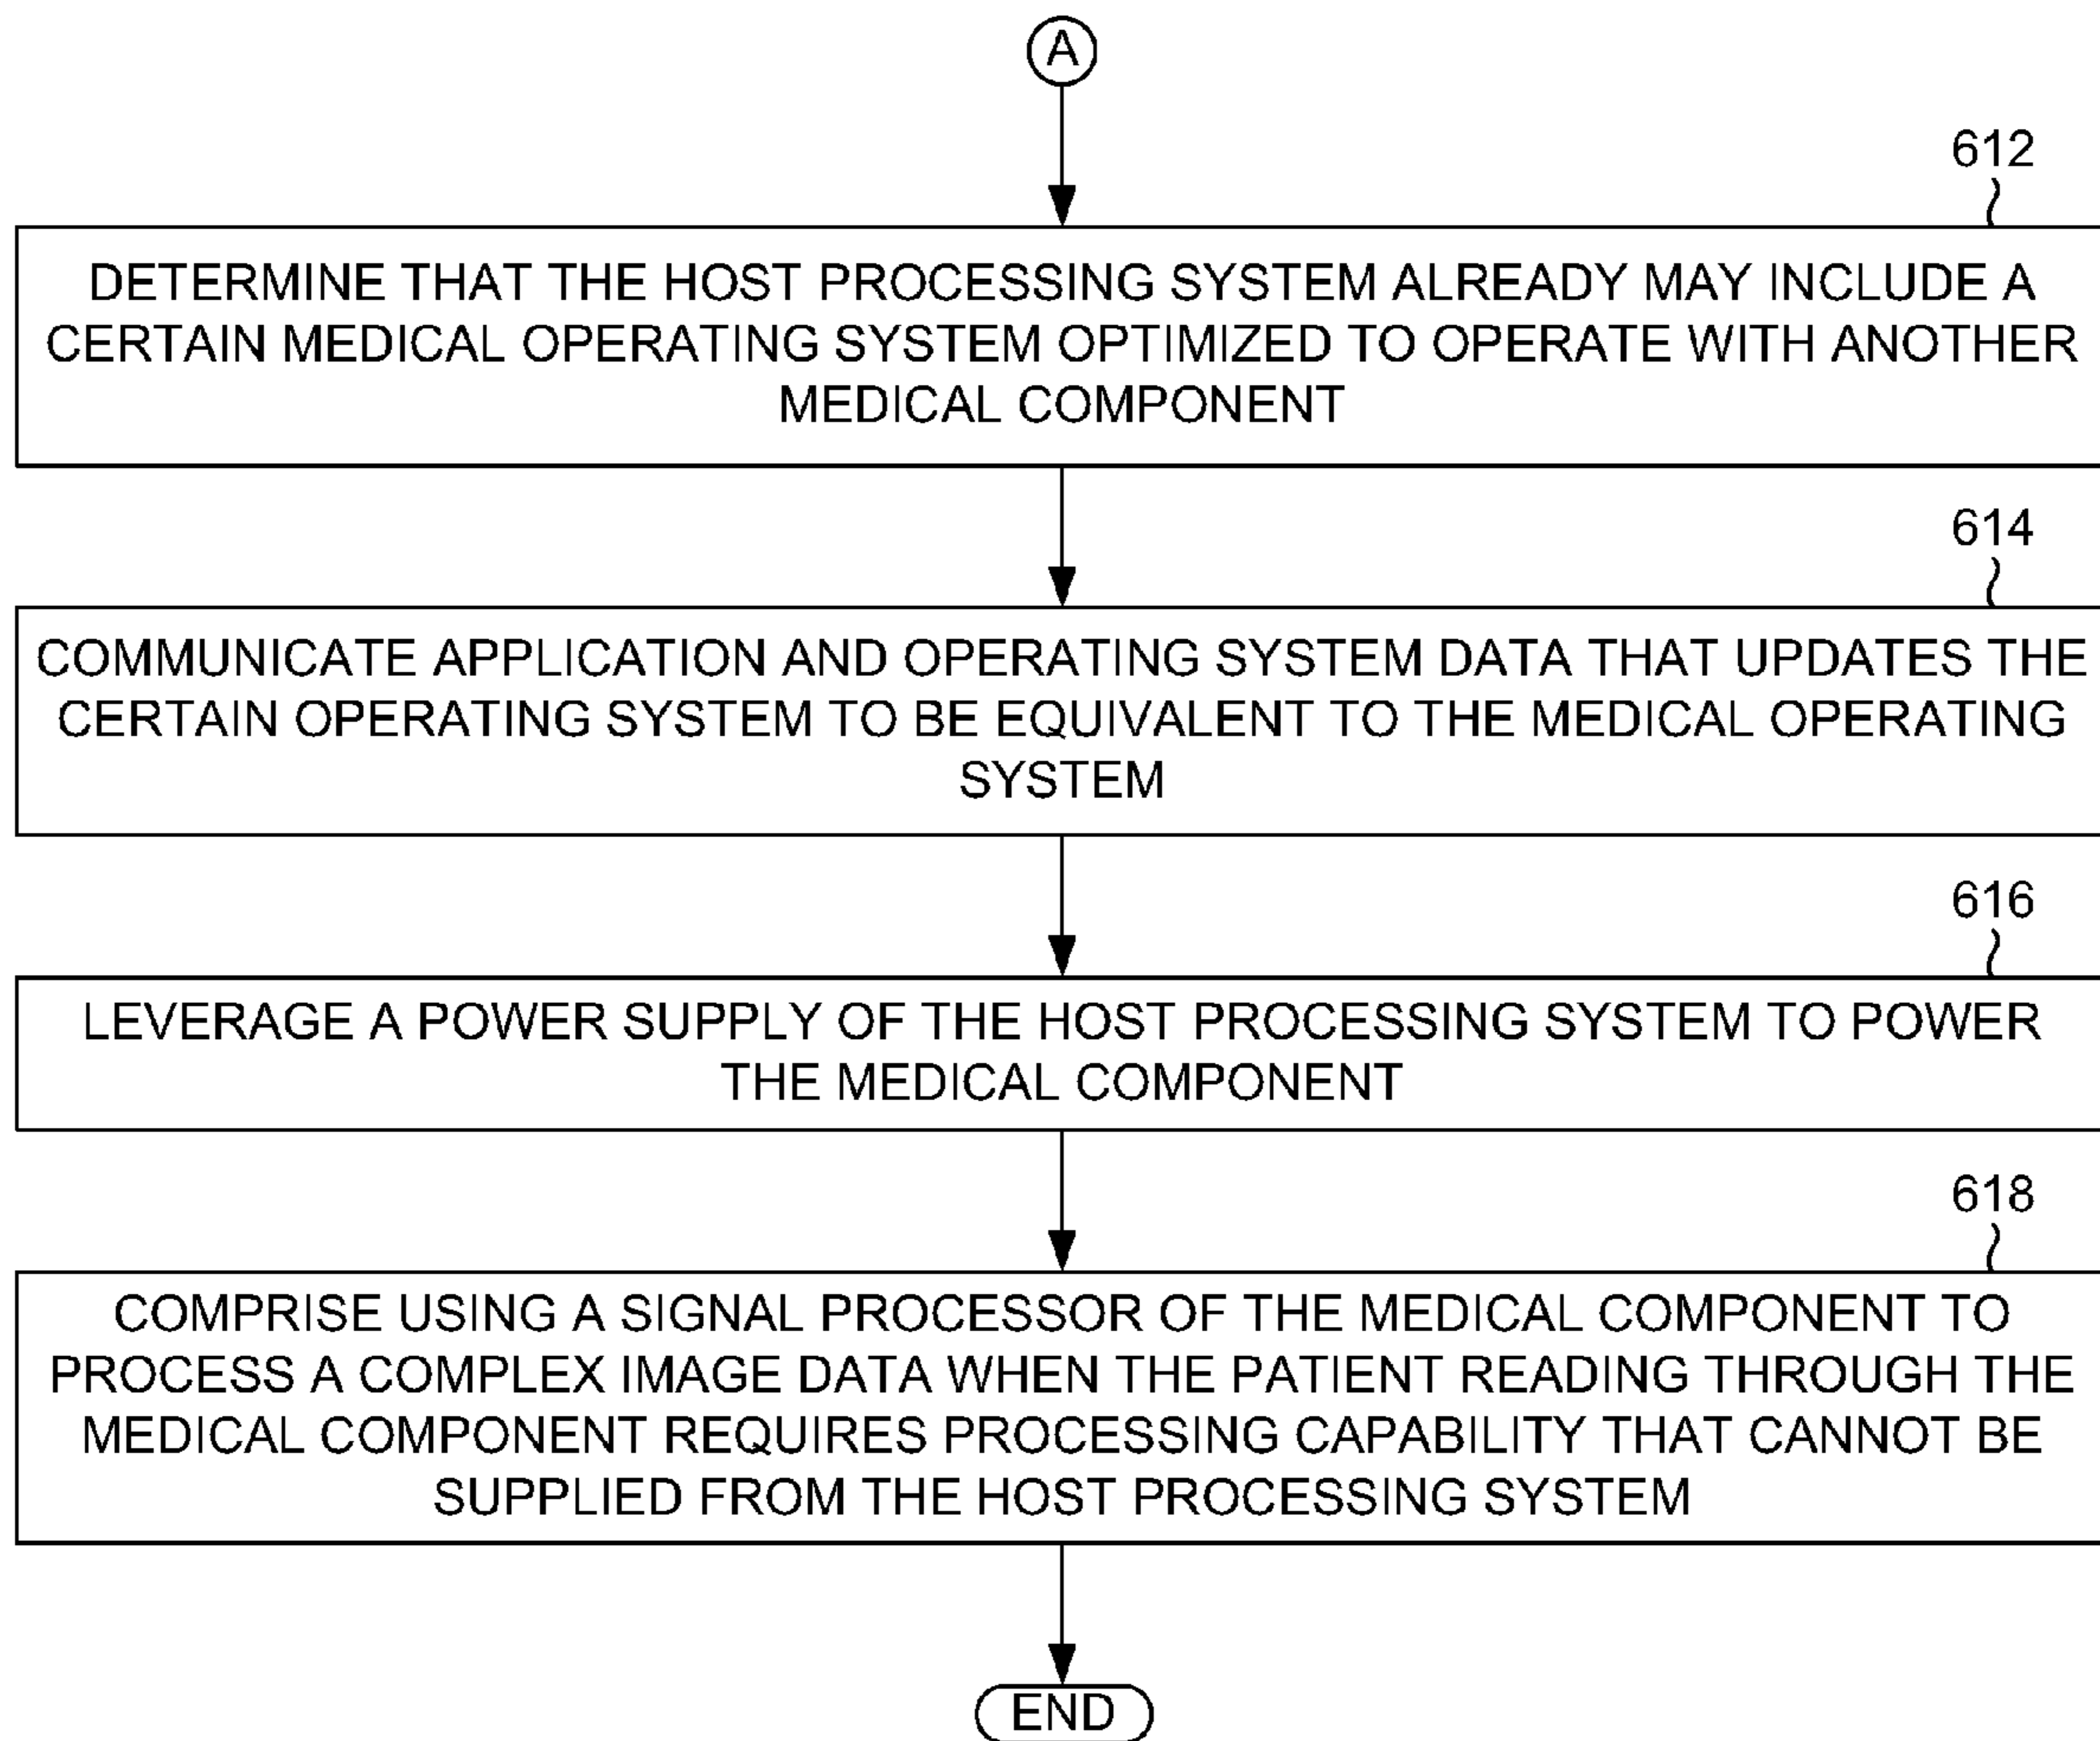 A
612
DETERMINE THAT THE HOST PROCESSING SYSTEM ALREADY MAY INCLUDE A
CERTAIN MEDICAL OPERATING SYSTEM OPTIMIZED TO OPERATE WITH ANOTHER
MEDICAL COMPONENT
614
COMMUNICATE APPLICATION AND OPERATING SYSTEM DATA THAT UPDATES THE
CERTAIN OPERATING SYSTEM TO BE EQUIVALENT TO THE MEDICAL OPERATING
SYSTEM
616
LEVERAGE A POWER SUPPLY OF THE HOST PROCESSING SYSTEM TO POWER
THE MEDICAL COMPONENT
618
COMPRISE USING A SIGNAL PROCESSOR OF THE MEDICAL COMPONENT TO
PROCESS A COMPLEX IMAGE DATA WHEN THE PATIENT READING THROUGH THE
MEDICAL COMPONENT REQUIRES PROCESSING CAPABILITY THAT CANNOT BE
SUPPLIED FROM THE HOST PROCESSING SYSTEM
END